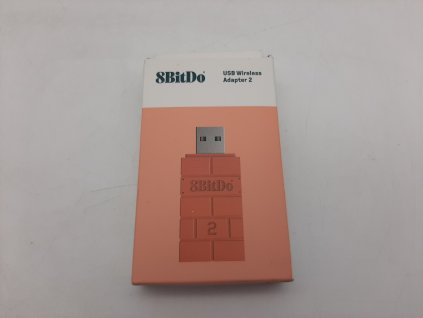 8BitDo
USB Wireless
Adapter 2
8BitDo
2